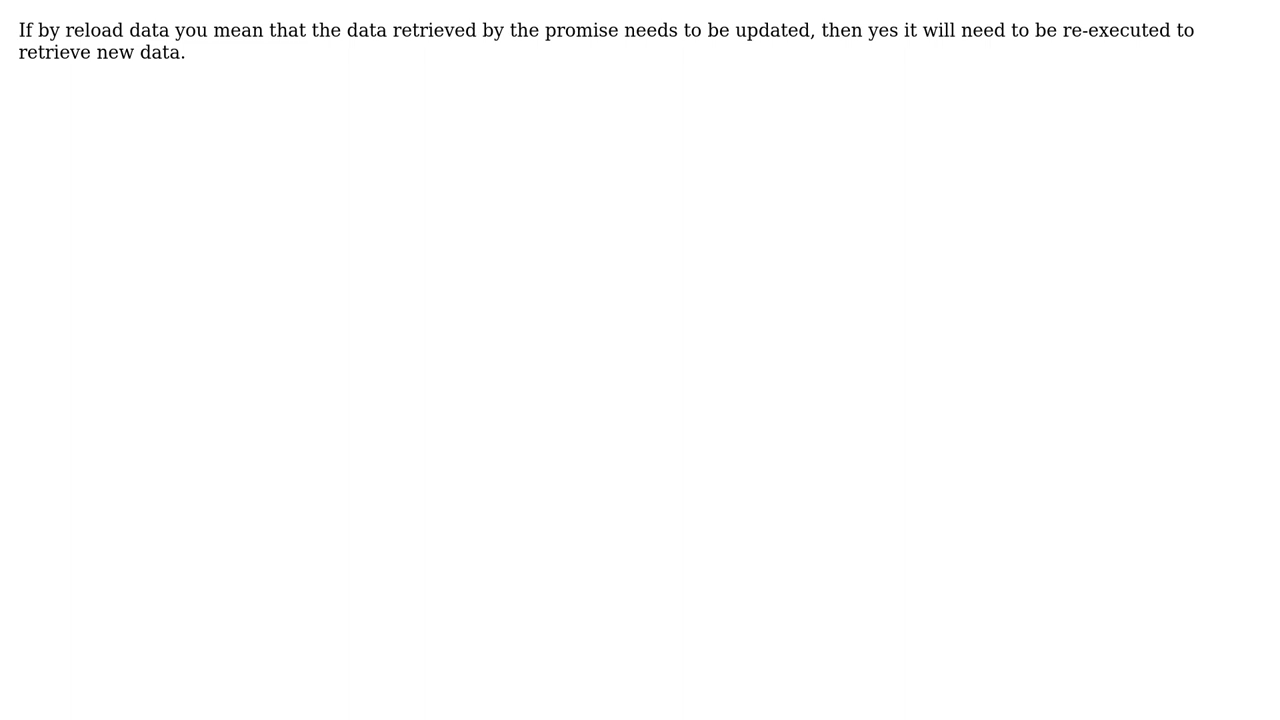 If by reload data you mean that the data retrieved by the promise needs to be updated, then yes it will need to be re-executed to
retrieve new data.